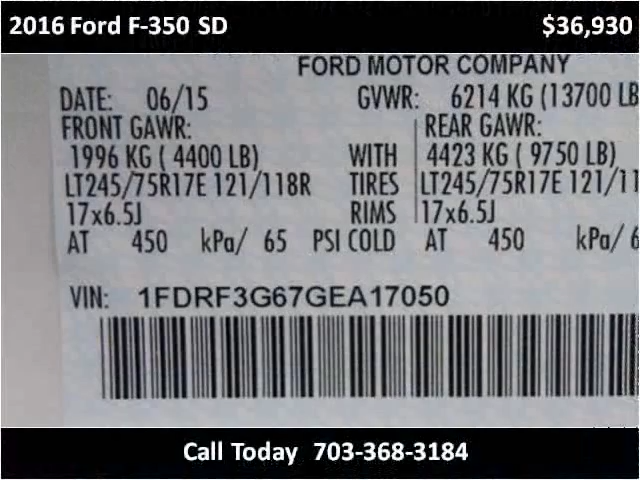 2016 Ford F-350 SD $36,930
FORD MOTOR COMPANY
DATE: 06/15 GVWR: 6214 KG (13700 LB
FRONT GAWR: REAR GAWR:
1996 KG ( 4400 LB) WITH 4423 KG ( 9750 LB)
LT245/75R17E 121/118R TIRES LT245/75R17E 121/11
17x6.5J RIMS 17x6.5J
AT 450 kPa/ 65 PSI COLD AT 450 kPa/ 6
VIN: 1FDRF3G67GEA17050
Call Today 703-368-3184